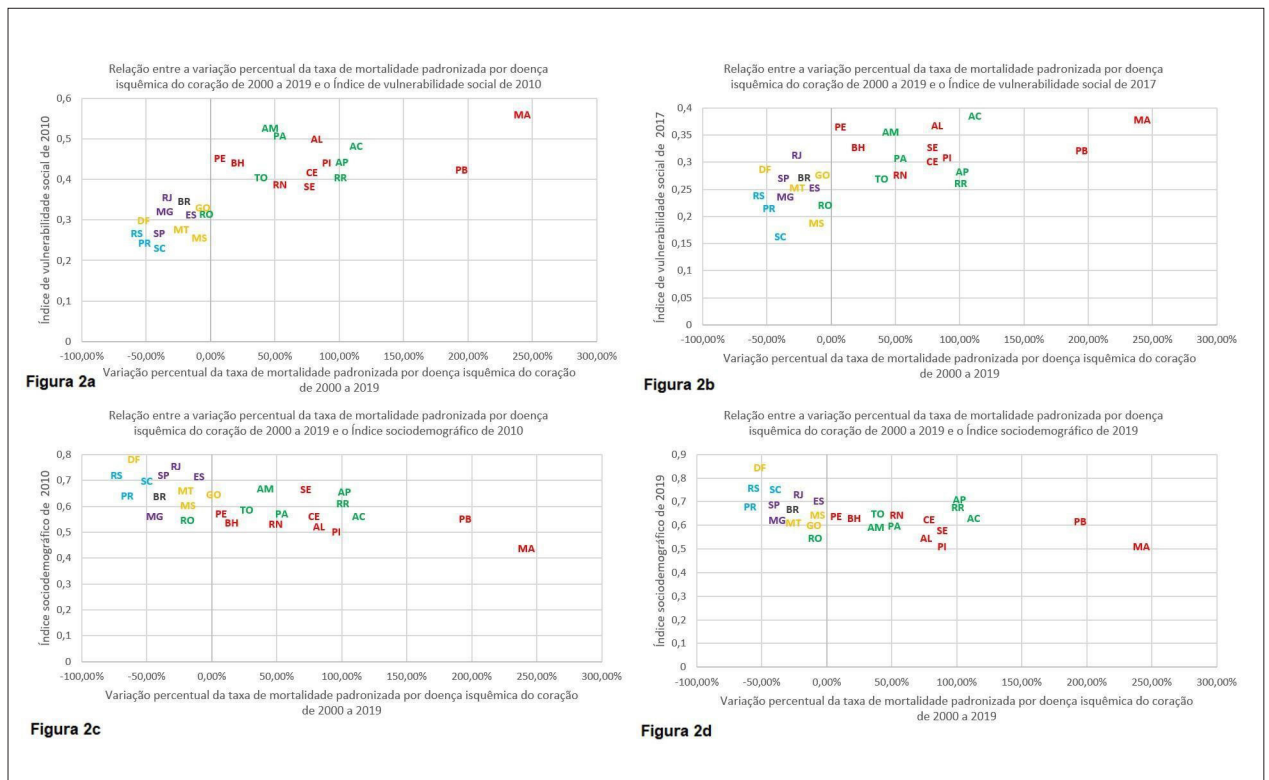 Relação entre a variação percentual da taxa de mortalidade padronizada por doença
isquêmica do coração de 2000 a 2019 e o Índice de vulnerabilidade social de 2010
Índice de vulnerabilidade social de 2010
0,6
0,5
0,4
0,3
0,2
0,1
0
MA
AM
PA
AL
AC
PE
BH
PI
AP
PB
TO
CE
RR
RN
SE
RJ
BR
MG
GO
ES
RO
DF
RS
SP
MT
PR
SC
MS
-100,00%
-50,00%
0,00%
50,00%
100,00%
150,00%
200,00%
250,00%
300,00%
Variação percentual da taxa de mortalidade padronizada por doença isquêmica do coração
de 2000 a 2019
Figura 2a
Relação entre a variação percentual da taxa de mortalidade padronizada por doença
isquêmica do coração de 2000 a 2019 e o Índice de vulnerabilidade social de 2017
Índice de vulnerabilidade social de 2017
0,4
0,35
0,3
0,25
0,2
0,15
0,1
0,05
0
AC
MA
PE
AL
AM
BH
SE
PB
RJ
PA
CE
PI
DF
SP
BR
GO
TO
RN
AP
RR
MT
ES
RS
MG
PR
RO
MS
SC
-100,00%
-50,00%
0,00%
50,00%
100,00%
150,00%
200,00%
250,00%
300,00%
Variação percentual da taxa de mortalidade padronizada por doença isquêmica do coração
de 2000 a 2019
Figura 2b
Relação entre a variação percentual da taxa de mortalidade padronizada por doença
isquêmica do coração de 2000 a 2019 e o Índice sociodemográfico de 2010
Índice sociodemográfico de 2010
0,8
0,7
0,6
0,5
0,4
0,3
0,2
0,1
0
DF
RJ
RS
SC
SP
ES
PR
BR
MT
GO
MS
MG
RO
AM
SE
AP
RR
TO
PE
BH
PA
RN
CE
AL
PI
AC
PB
MA
-100,00%
-50,00%
0,00%
50,00%
100,00%
150,00%
200,00%
250,00%
300,00%
Variação percentual da taxa de mortalidade padronizada por doença isquêmica do coração
de 2000 a 2019
Figura 2c
Relação entre a variação percentual da taxa de mortalidade padronizada por doença
isquêmica do coração de 2000 a 2019 e o Índice sociodemográfico de 2019
Índice sociodemográfico de 2019
0,9
0,8
0,7
0,6
0,5
0,4
0,3
0,2
0,1
0
DF
RS
SC
RJ
ES
PR
SP
BR
MS
MG
MT
GO
RO
PE
BH
TO
AM
RN
PA
CE
SE
AL
PI
AP
RR
AC
PB
MA
-100,00%
-50,00%
0,00%
50,00%
100,00%
150,00%
200,00%
250,00%
300,00%
Variação percentual da taxa de mortalidade padronizada por doença isquêmica do coração
de 2000 a 2019
Figura 2d